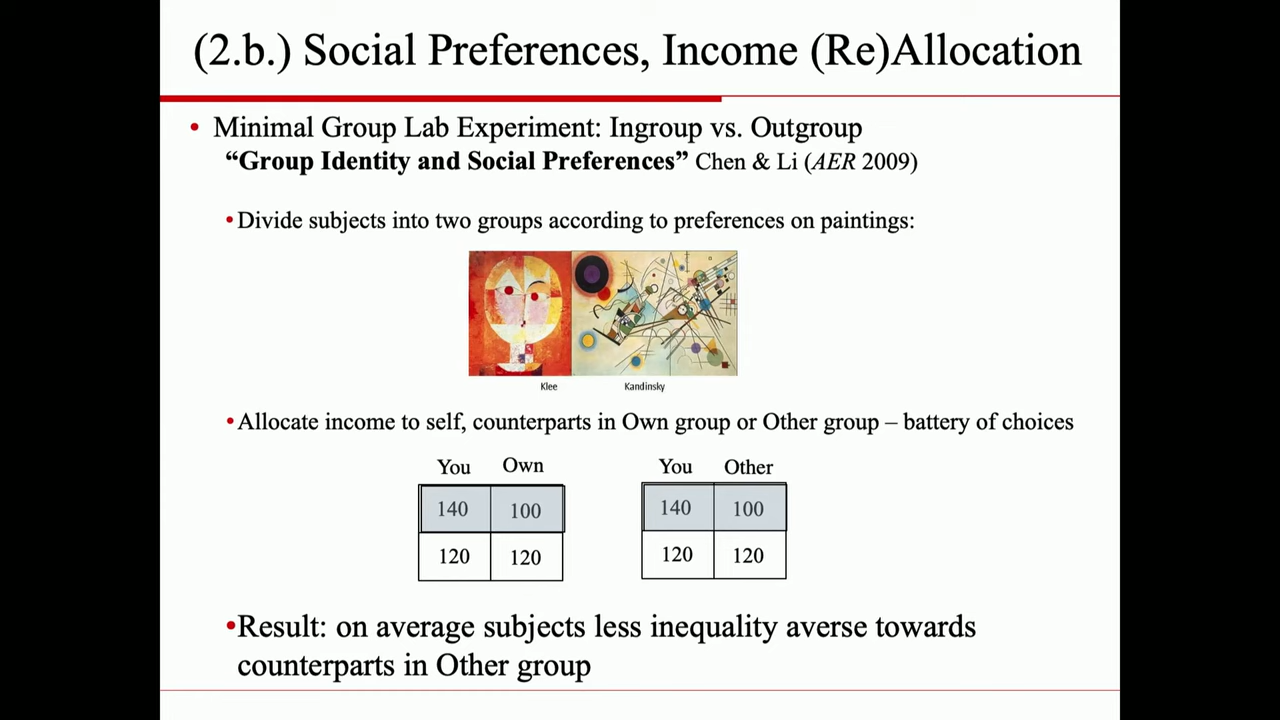 (2.b.) Social Preferences, Income (Re)Allocation
• Minimal Group Lab Experiment: Ingroup vs. Outgroup
“Group Identity and Social Preferences” Chen & Li (AER 2009)
•Divide subjects into two groups according to preferences on paintings:
Klee Kandinsky
•Allocate income to self, counterparts in Own group or Other group – battery of choices
You Own You Other
140 100 140 100
120 120 120 120
•Result: on average subjects less inequality averse towards
counterparts in Other group